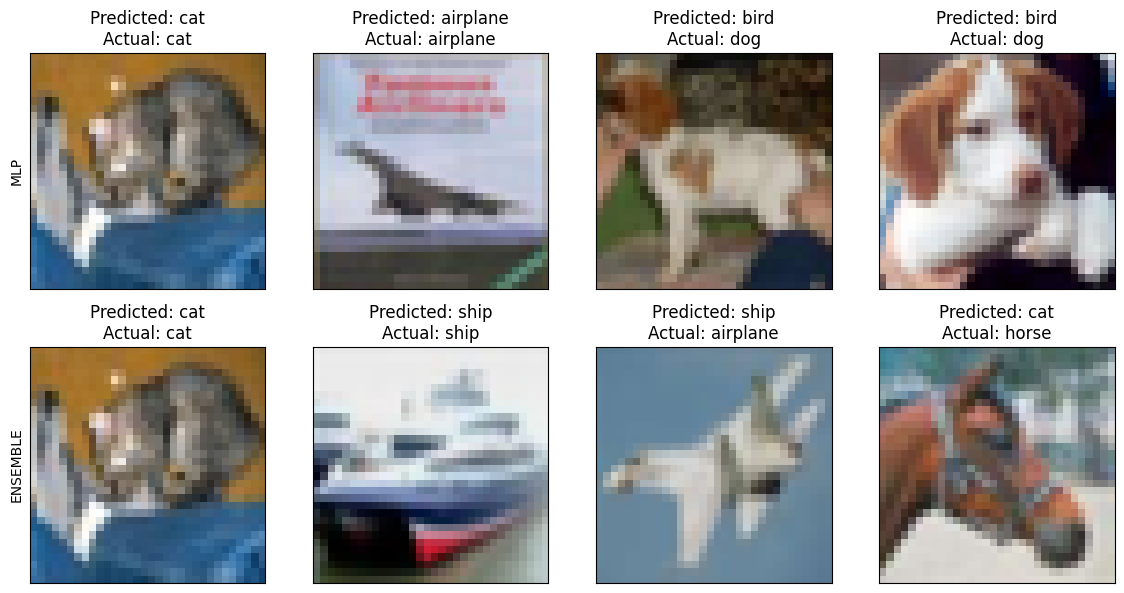 Predicted: cat
Actual: cat
Predicted: airplane
Actual: airplane
Predicted: bird
Actual: dog
Predicted: bird
Actual: dog
MLP
Predicted: cat
Actual: cat
Predicted: ship
Actual: ship
Predicted: ship
Actual: airplane
Predicted: cat
Actual: horse
ENSEMBLE